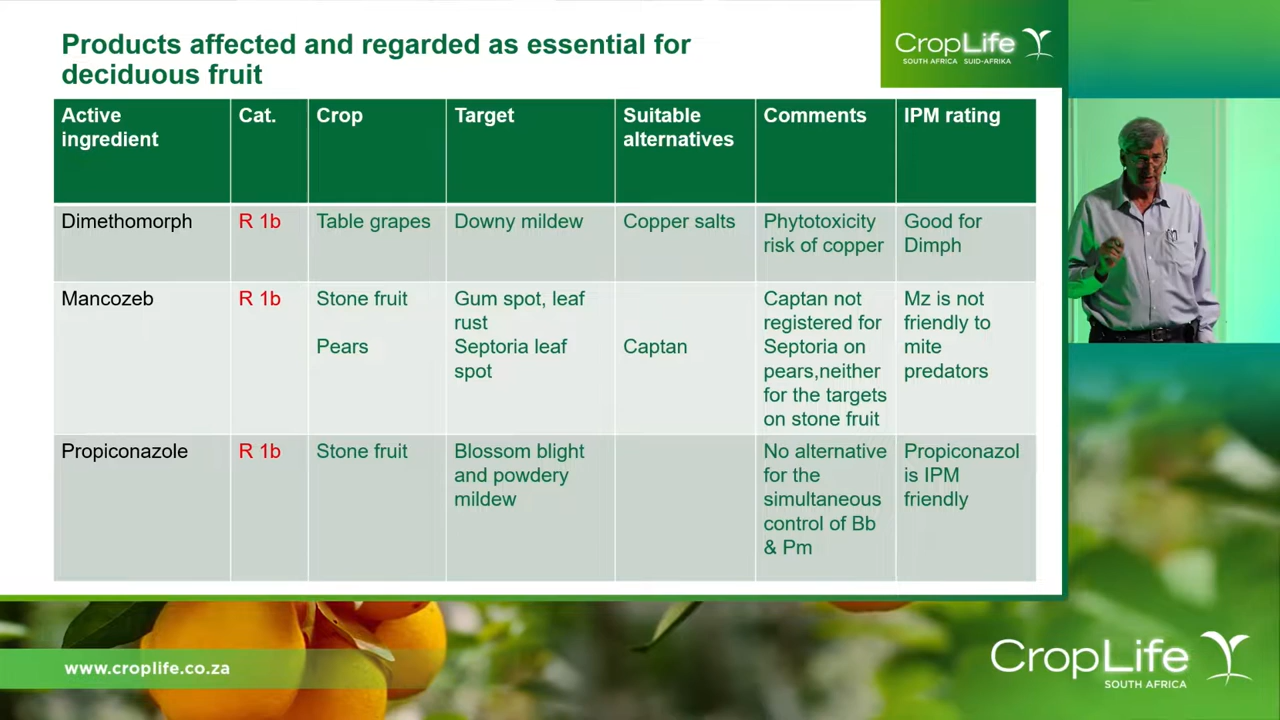 Products affected and regarded as essential for
deciduous fruit
CropLife
SOUTH AFRICA SUID-AFRIKA
Active
ingredient
Cat.
Crop
Target
Suitable
alternatives
Comments
IPM rating
Dimethomorph
R 1b
Table grapes
Downy mildew
Copper salts
Phytotoxicity
risk of copper
Good for
Dimph
Mancozeb
R 1b
Stone fruit
Pears
Gum spot, leaf
rust
Septoria leaf
spot
Captan
Captan not
registered for
Septoria on
pears,neither
for the targets
on stone fruit
Mz is not
friendly to
mite
predators
Propiconazole
R 1b
Stone fruit
Blossom blight
and powdery
mildew
No alternative
for the
simultaneous
control of Bb
& Pm
Propiconazol
is IPM
friendly
www.croplife.co.za
CropLife
SOUTH AFRICA